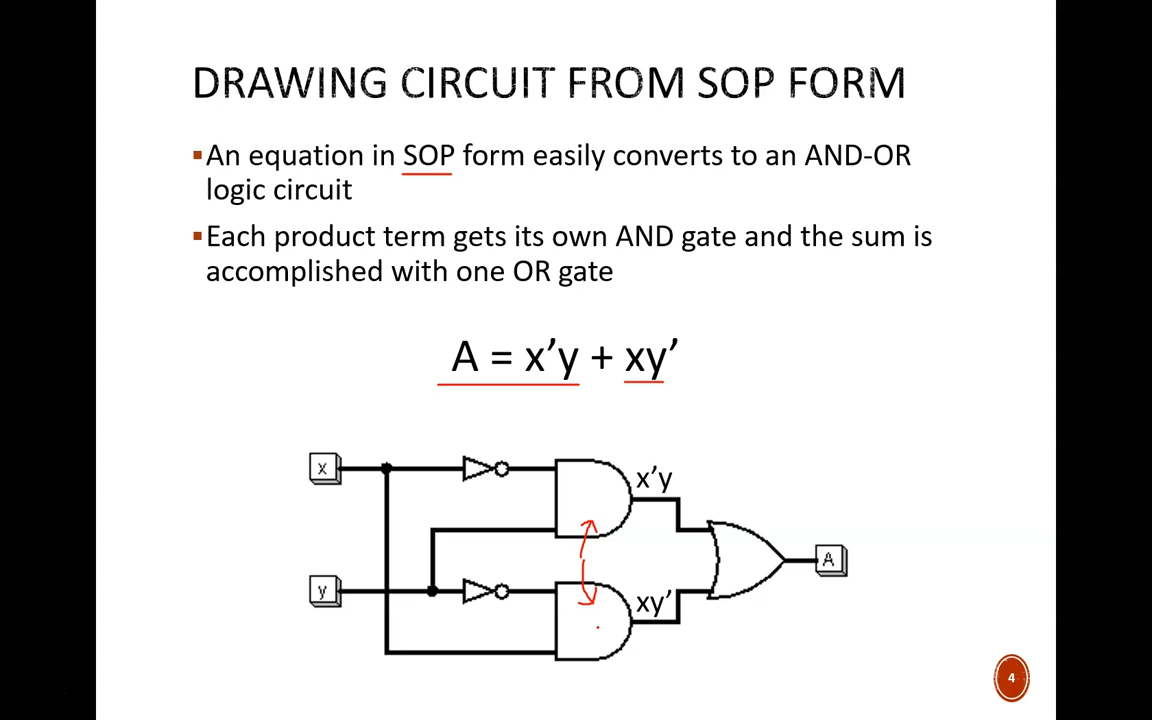 DRAWING CIRCUIT FROM SOP FORM
▪An equation in SOP form easily converts to an AND-OR
logic circuit
▪Each product term gets its own AND gate and the sum is
accomplished with one OR gate
A = x’y + xy’
x
x’y
A
y
xy’
4